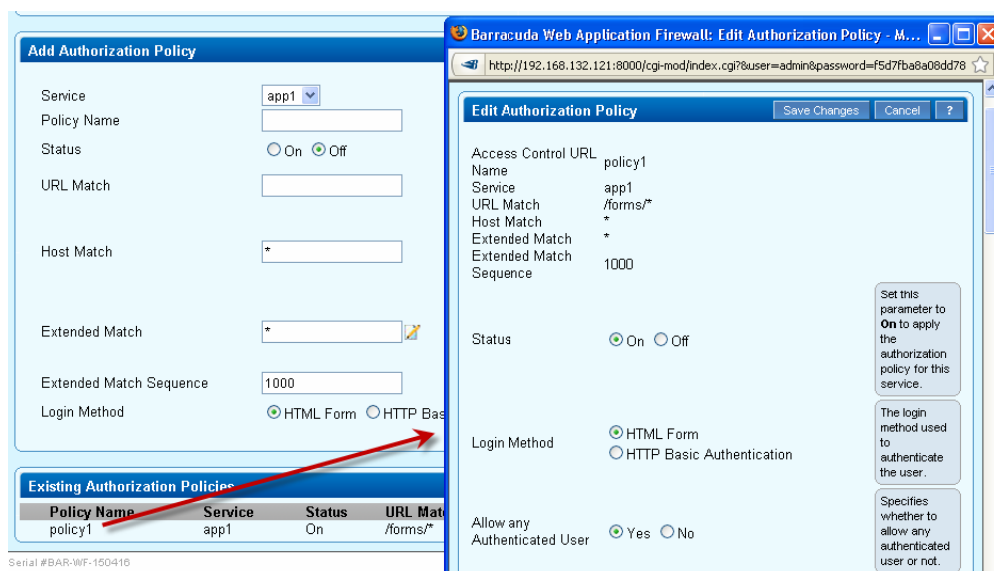 Add Authorization Policy
Service app1
Policy Name
Status On Off
URL Match
Host Match *
Extended Match *
Extended Match Sequence 1000
Login Method HTML Form HTTP Bas
Existing Authorization Policies
Policy Name Service Status URL Mat
policy1 app1 On /forms/*
Serial #BAR-WF-150416
Barracuda Web Application Firewall: Edit Authorization Policy - M...
http://192.168.132.121:8000/cgi-mod/index.cgi?&user=admin&password=f5d7fba8a08dd78
Edit Authorization Policy Save Changes Cancel ?
Access Control URL
Name policy1
Service app1
URL Match /forms/*
Host Match *
Extended Match *
Extended Match
Sequence 1000
Status On Off
Set this
parameter to
On to apply
the
authorization
policy for this
service.
Login Method HTML Form
HTTP Basic Authentication
The login
method used
to
authenticate
the user.
Allow any
Authenticated User Yes No
Specifies
whether to
allow any
authenticated
user or not.